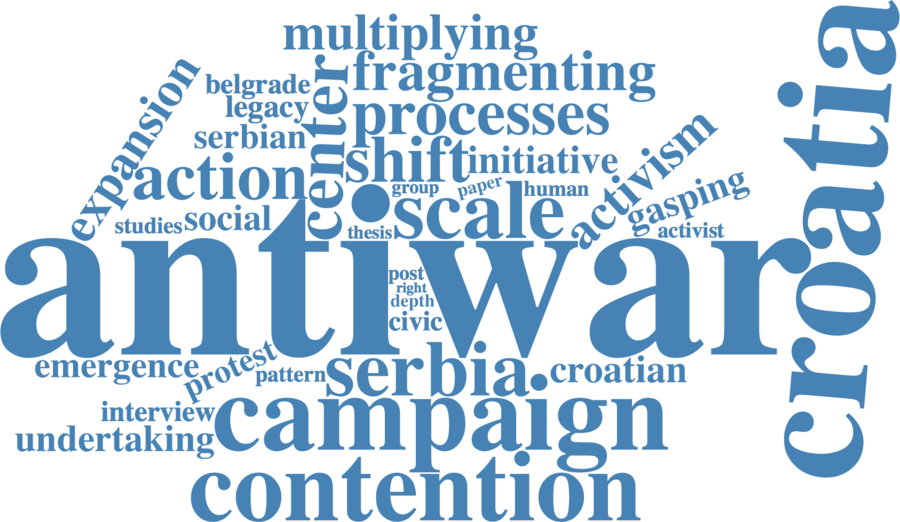 multiplying
fragmenting
belgrade
legacy
serbian
expansion
center
processes
croatia
shift
initiative
activism
action
group
paper
human
gasping
studies
social
thesis
scale
activist
antiwar
post
right
depth
civic
emergence
protest
pattern
serbia
croatian
interview
undertaking
campaign
contention